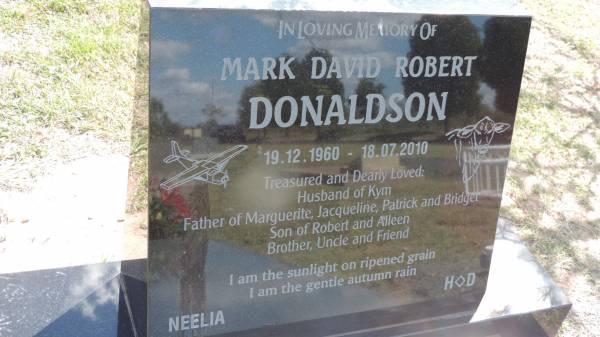 IN LOVING MEMORY OF
MARK DAVID ROBERT
DONALDSON
19.12.1960 - 18.07.2010
Treasured and Dearly Loved:
Husband of Kym
Father of Marguerite, Jacqueline, Patrick and Bridget
Son of Robert and Aileen
Brother, Uncle and Friend
I am the sunlight on ripened grain
I am the gentle autumn rain
NEELIA
H◇D